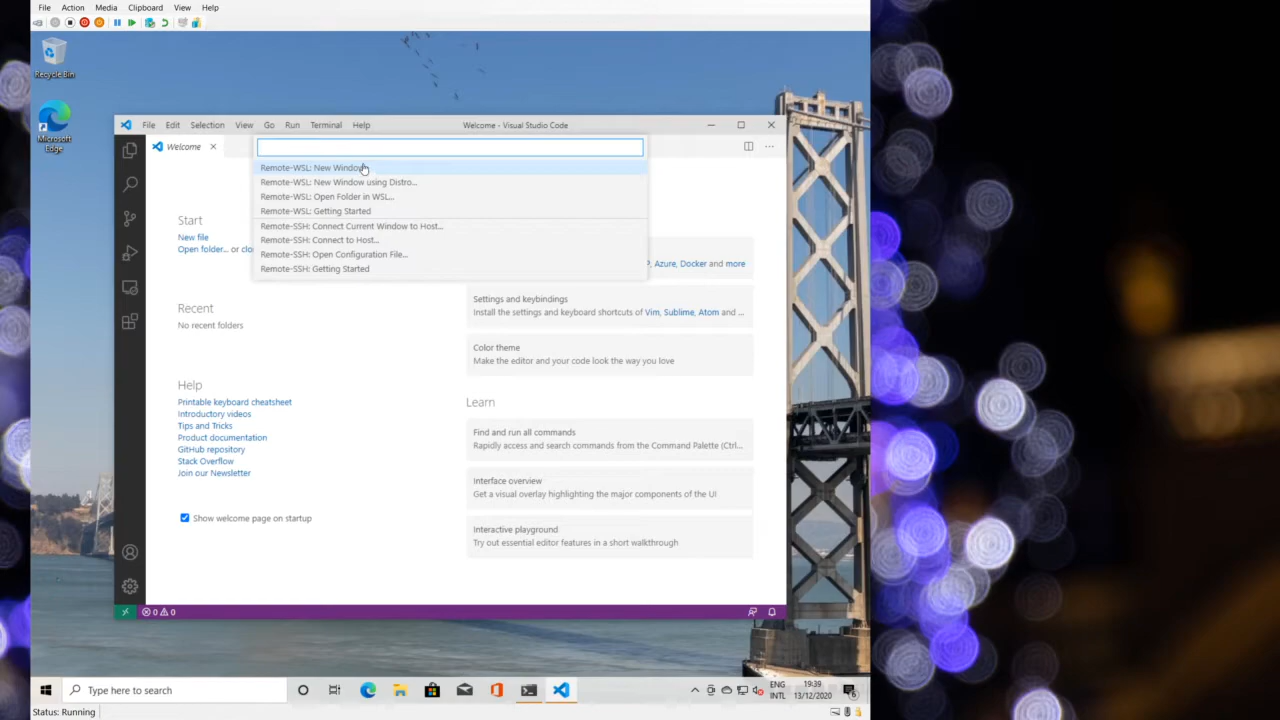 File Action Media Clipboard View Help
Recycle Bin
Microsoft
Edge
File Edit Selection View Go Run Terminal Help
Welcome - Visual Studio Code
Welcome
Remote-WSL: New Window
Remote-WSL: New Window using Distro...
Remote-WSL: Open Folder in WSL...
Remote-WSL: Getting Started
Remote-SSH: Connect Current Window to Host...
Remote-SSH: Connect to Host...
Remote-SSH: Open Configuration File...
Remote-SSH: Getting Started
Start
New file
Open folder... or clo
Recent
No recent folders
Help
Printable keyboard cheatsheet
Introductory videos
Tips and Tricks
Product documentation
GitHub repository
Stack Overflow
Join our Newsletter
Show welcome page on startup
P, Azure, Docker and more
Settings and keybindings
Install the settings and keyboard shortcuts of Vim, Sublime, Atom and ...
Color theme
Make the editor and your code look the way you love
Learn
Find and run all commands
Rapidly access and search commands from the Command Palette (Ctrl...
Interface overview
Get a visual overlay highlighting the major components of the UI
Interactive playground
Try out essential editor features in a short walkthrough
0 0
Type here to search
ENG
INTL
19:39
13/12/2020
6
Status: Running